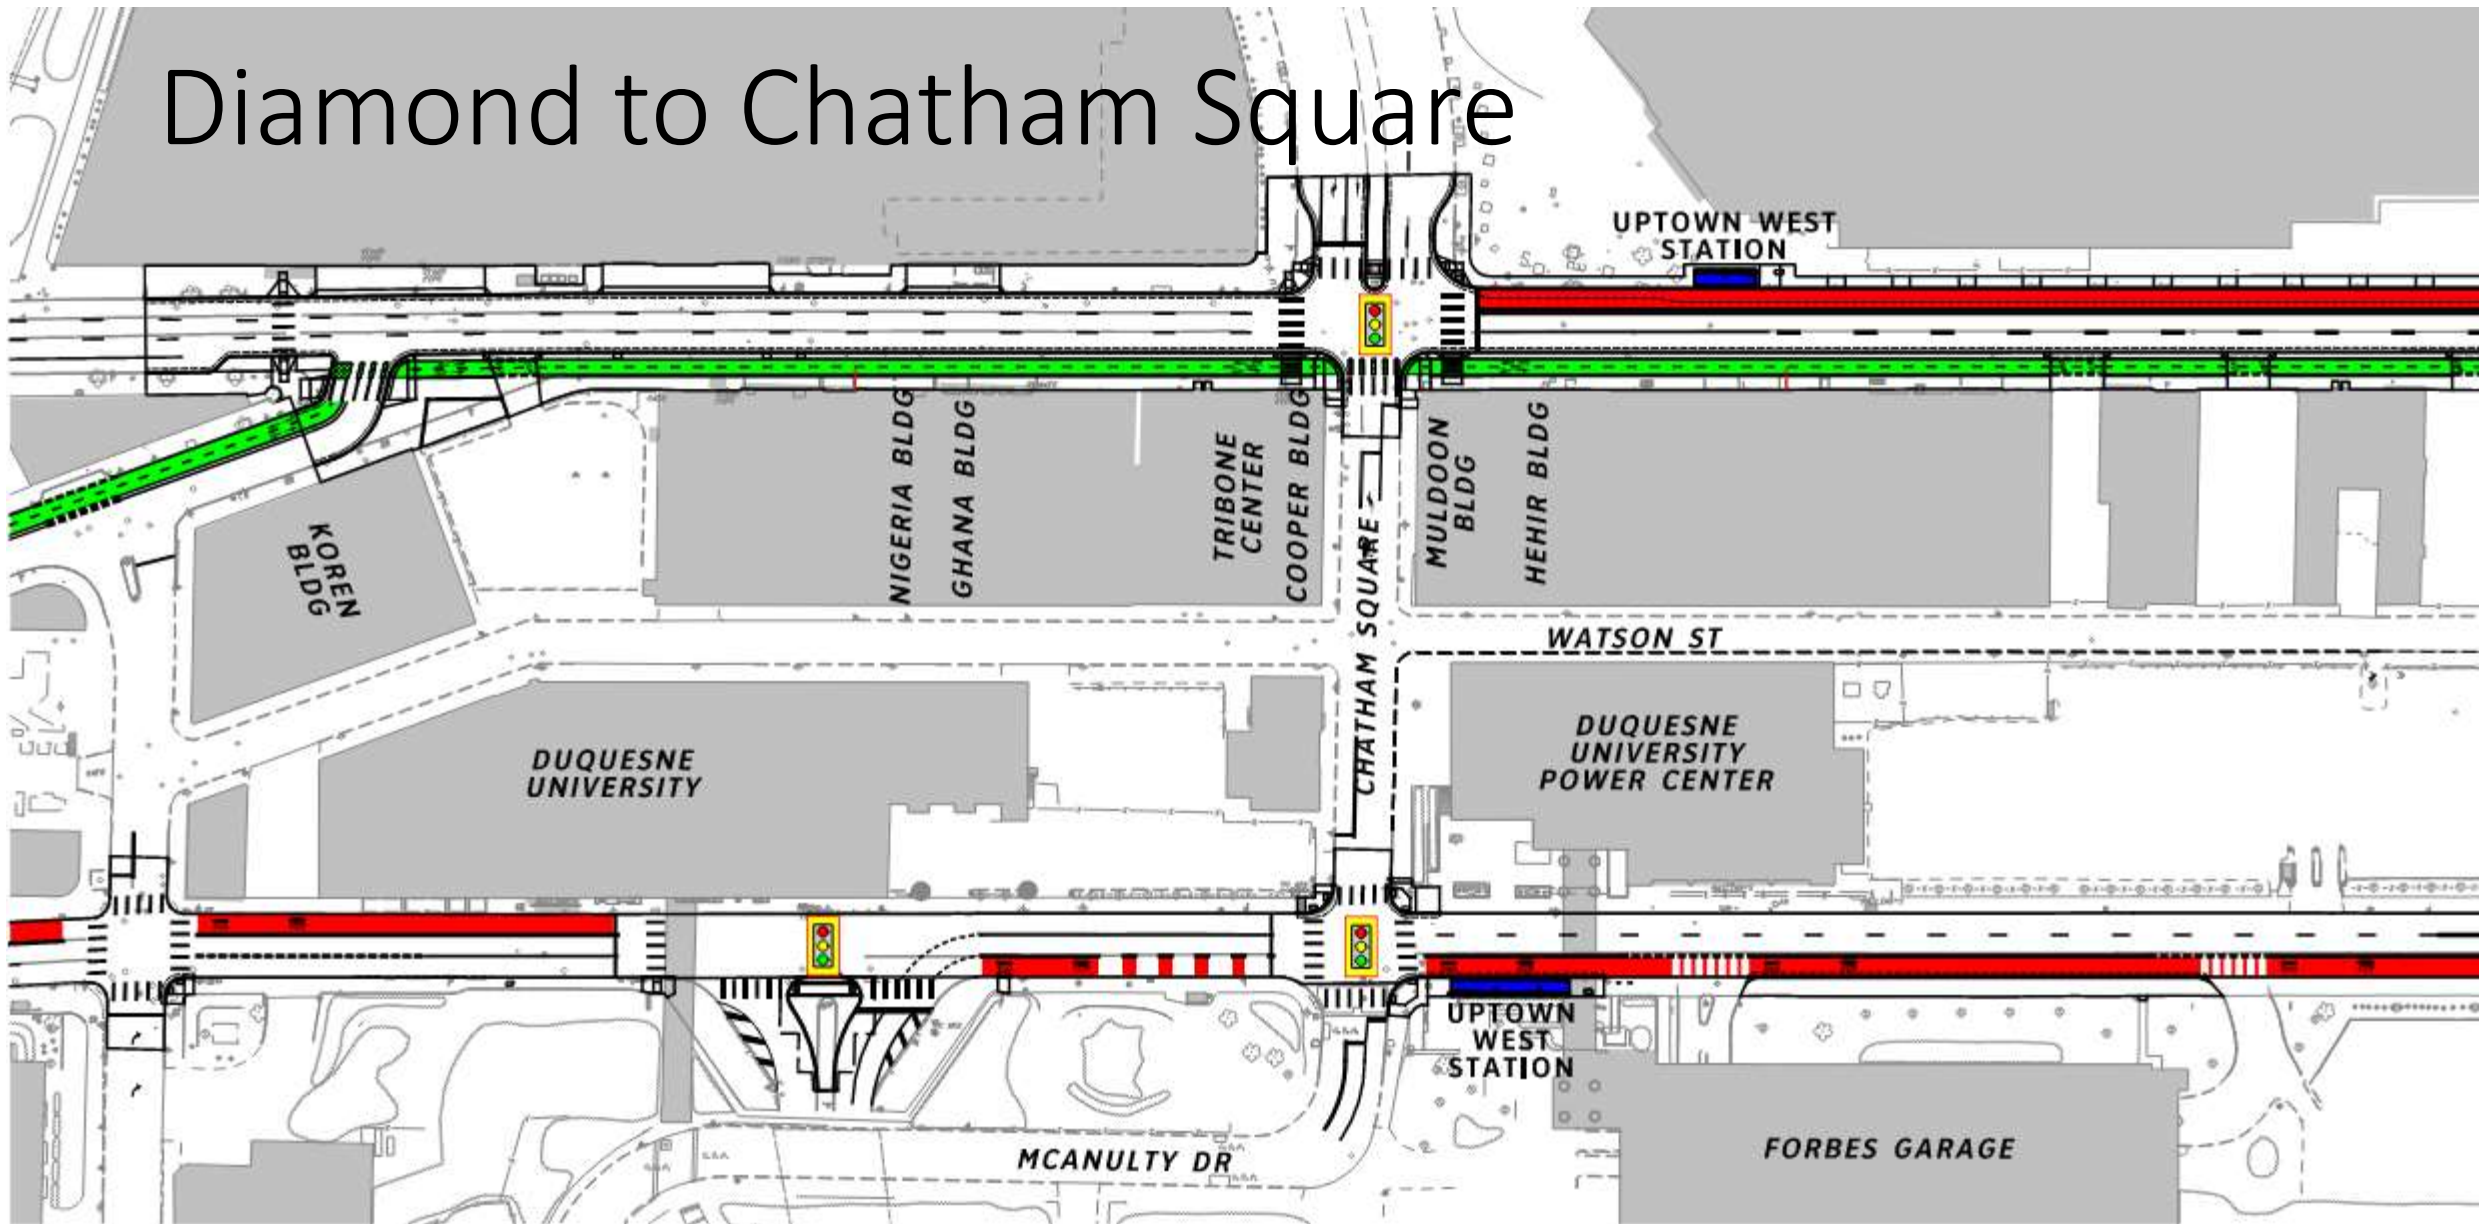 Diamond to Chatham Square
UPTOWN WEST
STATION
KOREN
BLDG
NIGERIA BLDG
GHANA BLDG
TRIBONE
CENTER
COOPER BLDG
MULDOON
BLDG
HEHIR BLDG
CHATHAM SQUARE
WATSON ST
DUQUESNE
UNIVERSITY
DUQUESNE
UNIVERSITY
POWER CENTER
UPTOWN
WEST
STATION
MCANULTY DR
FORBES GARAGE